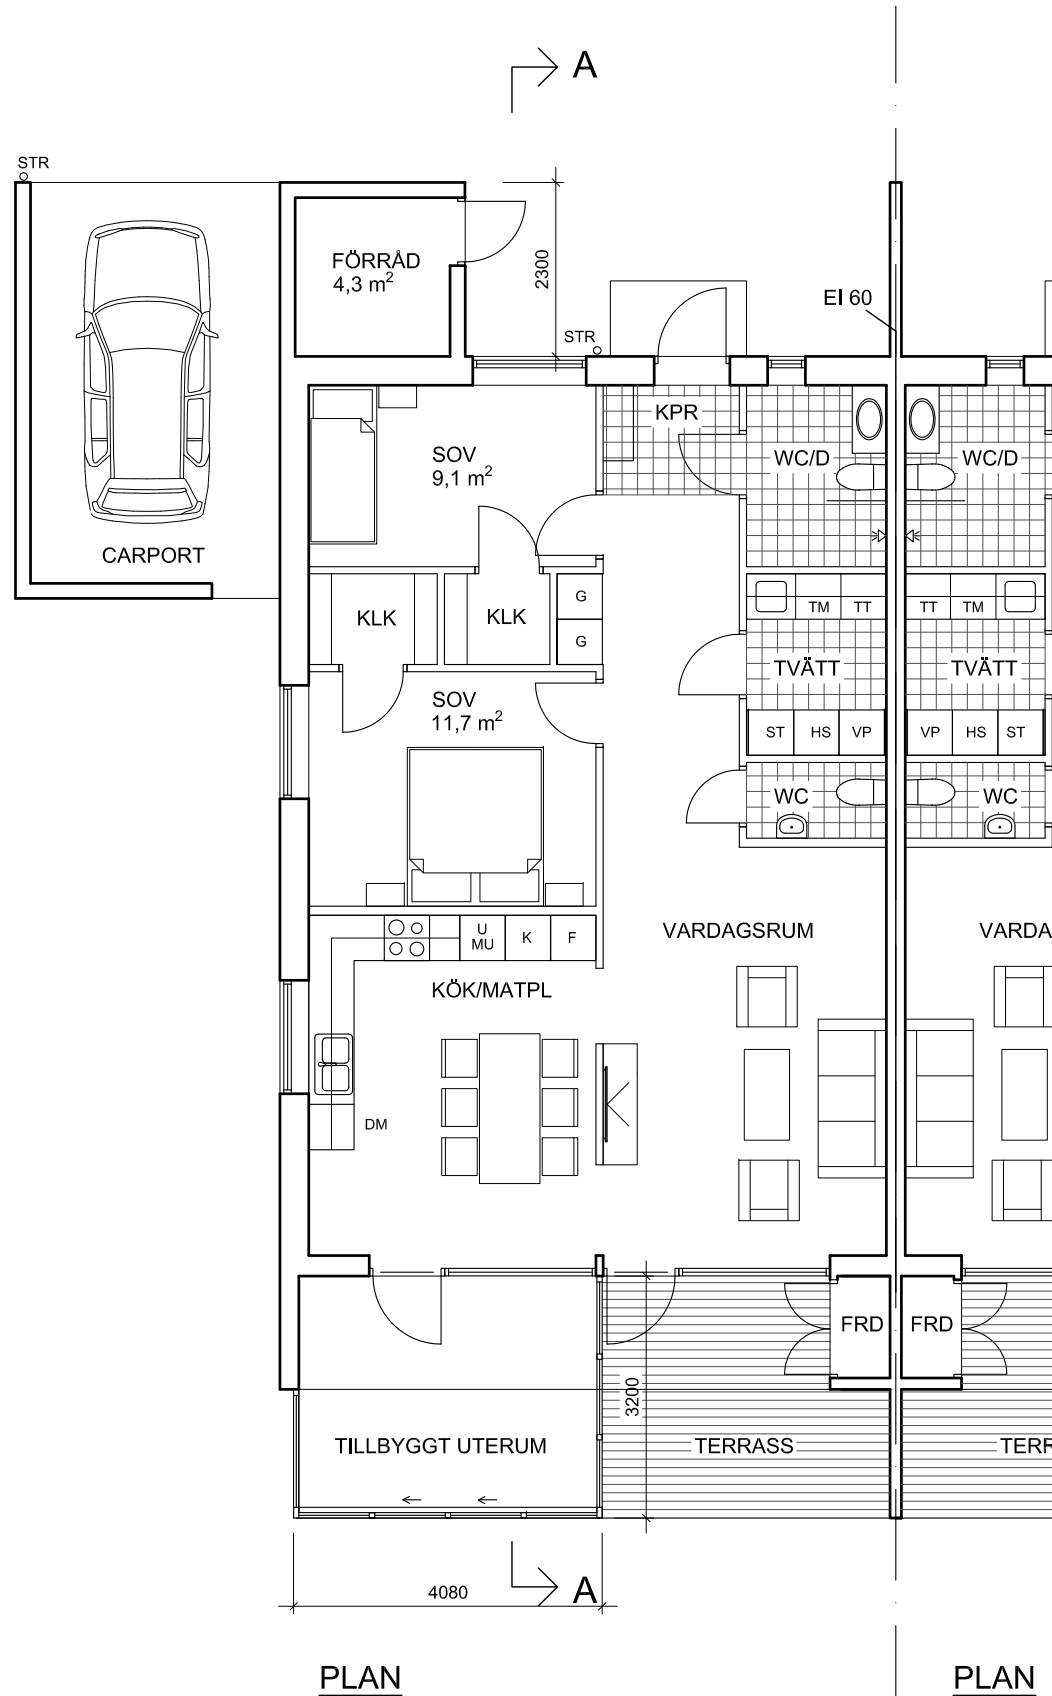 A
STR
FÖRRÅD
4,3 m²
2300
EI 60
STR
KPR
SOV
9,1 m²
WC/D
WC/D
CARPORT
KLK
KLK
G
G
TM
TT
TT
TM
TVÄTT
TVÄTT
SOV
11,7 m²
ST
HS
VP
VP
HS
ST
WC
WC
U
MU
K
F
VARDAGSRUM
VARDA
KÖK/MATPL
DM
FRD
FRD
3200
TILLBYGGT UTERUM
TERRASS
TERR
4080
A
PLAN
PLAN